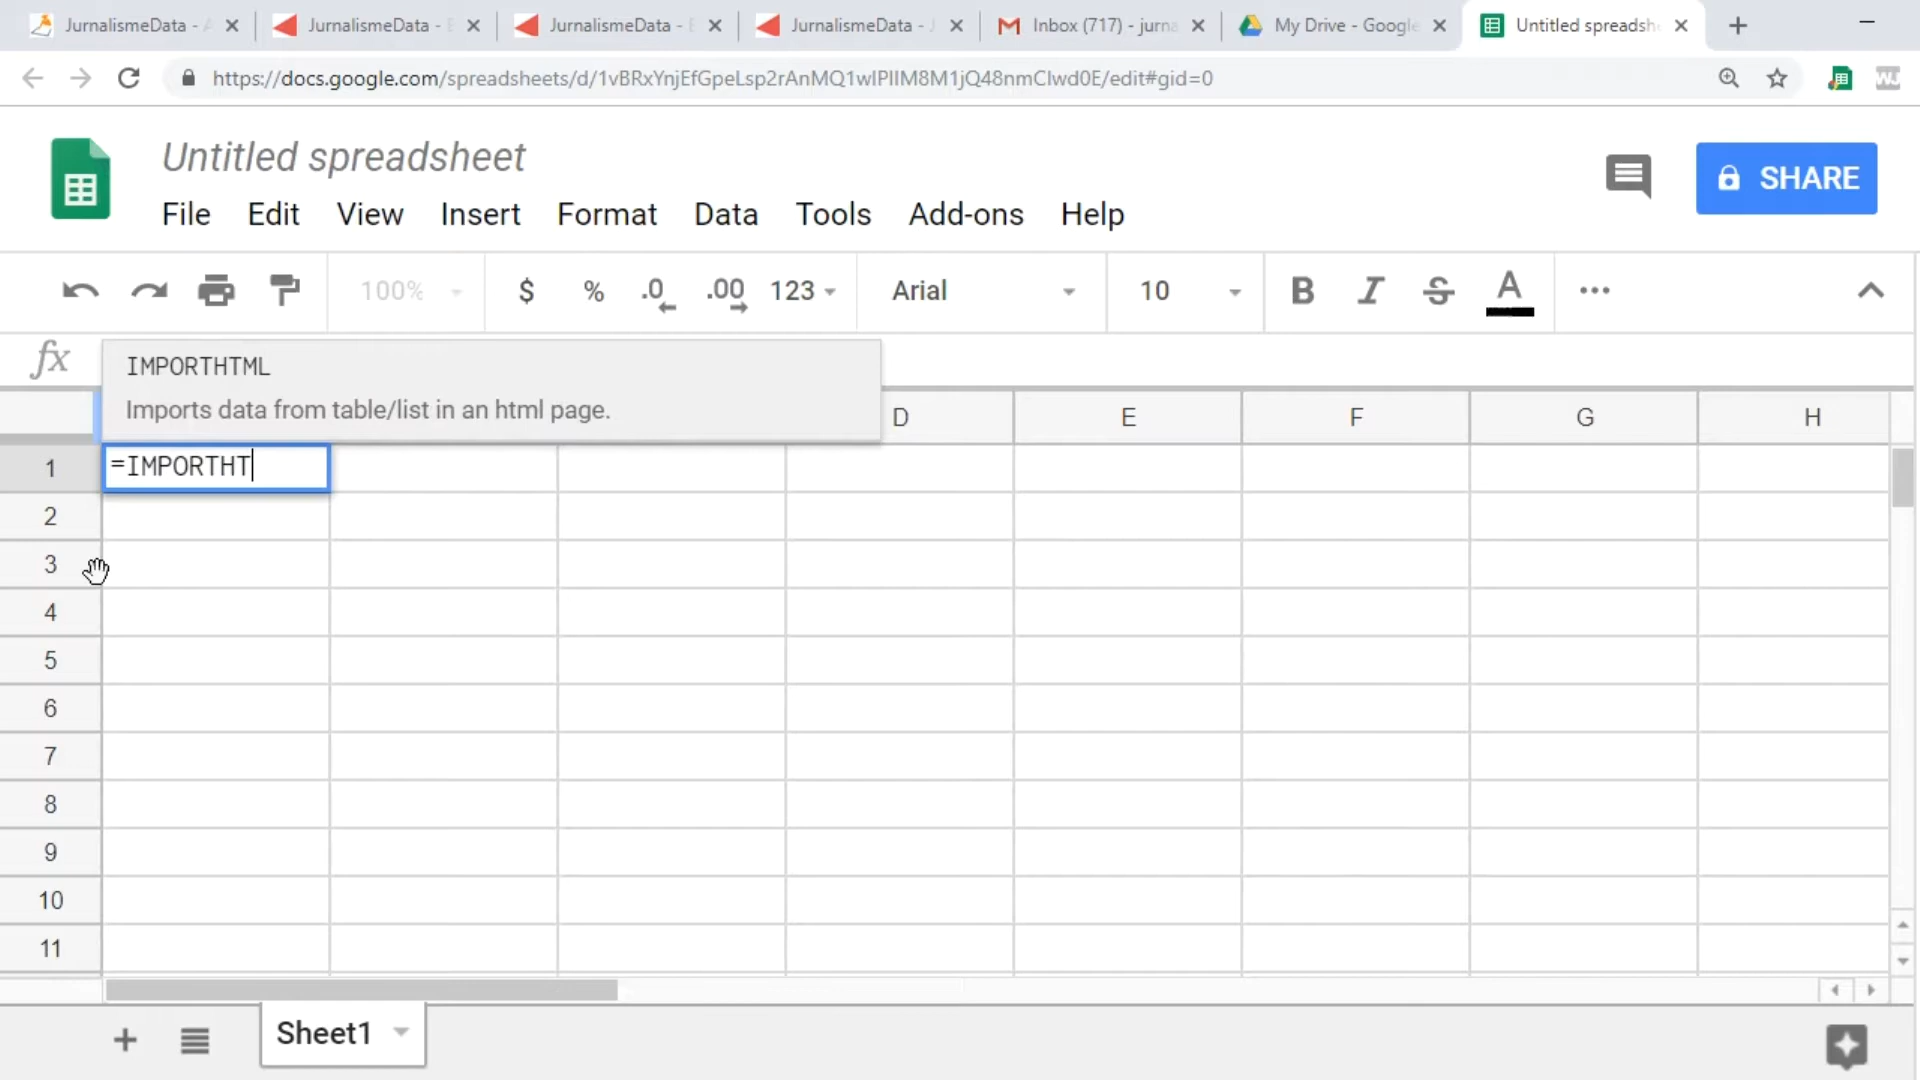 JurnalismeData - A
JurnalismeData - E
JurnalismeData - E
JurnalismeData - J
Inbox (717) - jurna
My Drive - Google
Untitled spreadsh
https://docs.google.com/spreadsheets/d/1vBRxYnjEfGpeLsp2rAnMQ1wIPIIM8M1jQ48nmClwd0E/edit#gid=0
WJ
Untitled spreadsheet
SHARE
File Edit View Insert Format Data Tools Add-ons Help
100% $ % .0 .00 123 Arial 10 B I S A
fx
IMPORTHTML
Imports data from table/list in an html page.
D E F G H
1 =IMPORTHT
2
3
4
5
6
7
8
9
10
11
Sheet1